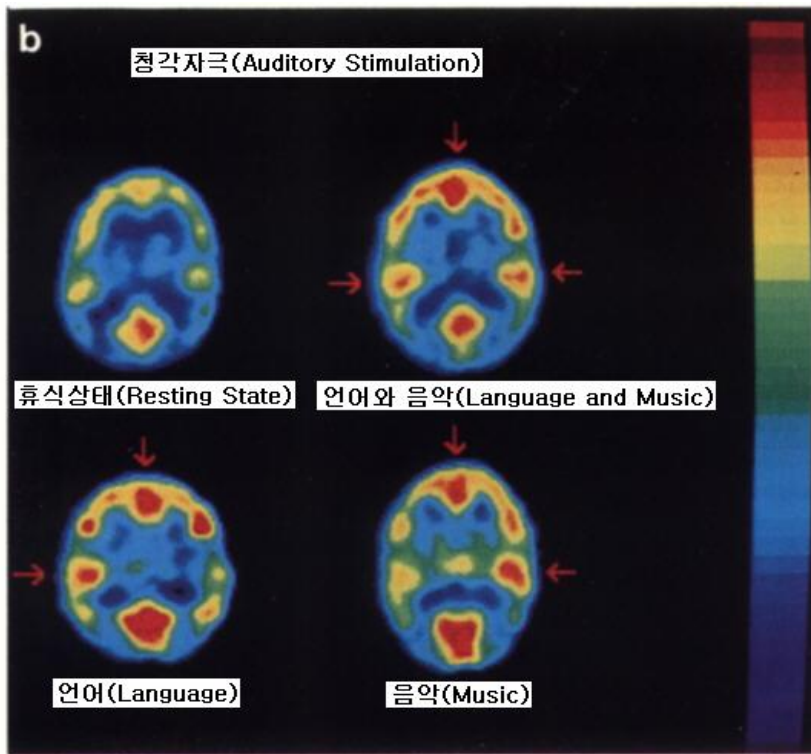 b
청각자극(Auditory Stimulation)
휴식상태(Resting State)
언어와 음악(Language and Music)
언어(Language)
음악(Music)